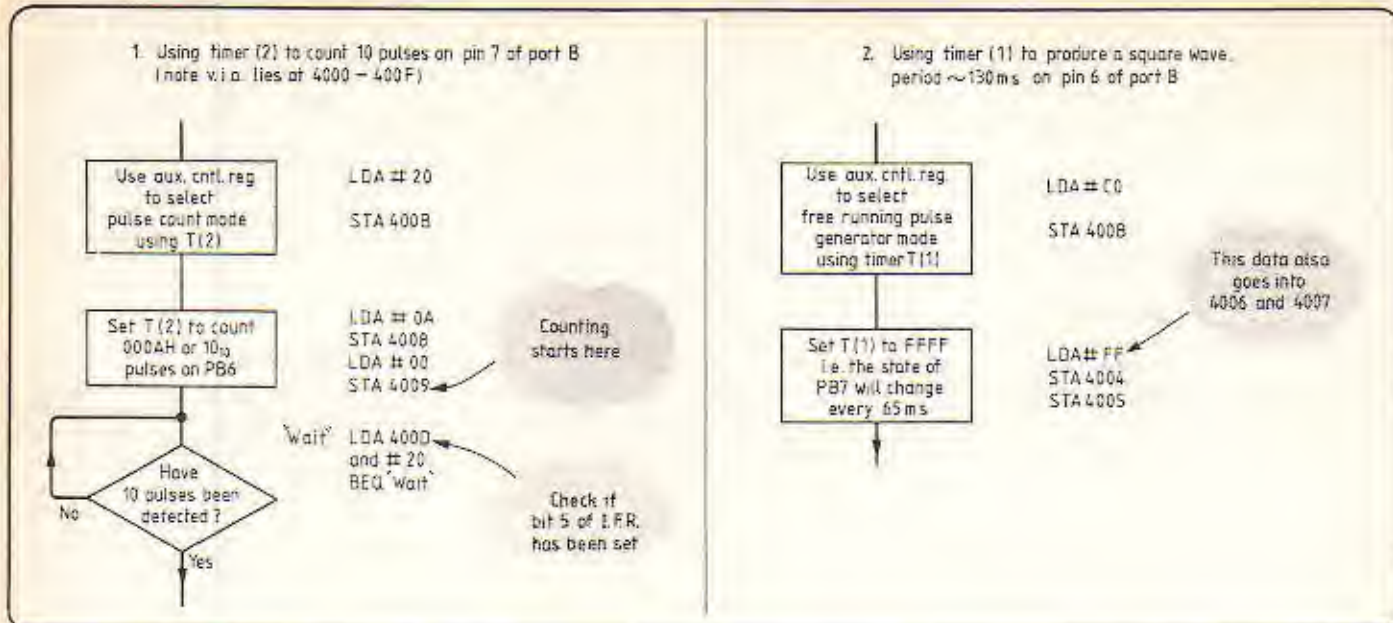 1. Using timer (2) to count 10 pulses on pin 7 of port B
(note v.i.a. lies at 4000 – 400F)
Use aux. cntl. reg.
to select
pulse count mode
using T(2)
LDA # 20
STA 400B
Set T(2) to count
000AH or 10₁₀
pulses on PB6
LDA # 0A
STA 4008
LDA # 00
STA 4009
Counting
starts here
"Wait" LDA 400D
and # 20
BEQ "Wait"
Have
10 pulses been
detected ?
No
Yes
Check if
bit 5 of I.F.R.
has been set
2. Using timer (1) to produce a square wave,
period ~130ms on pin 6 of port B
Use aux. cntl. reg.
to select
free running pulse
generator mode
using timer T(1)
LDA # C0
STA 400B
This data also
goes into
4006 and 4007
Set T(1) to FFFF
i.e. the state of
PB7 will change
every 65ms
LDA # FF
STA 4004
STA 4005